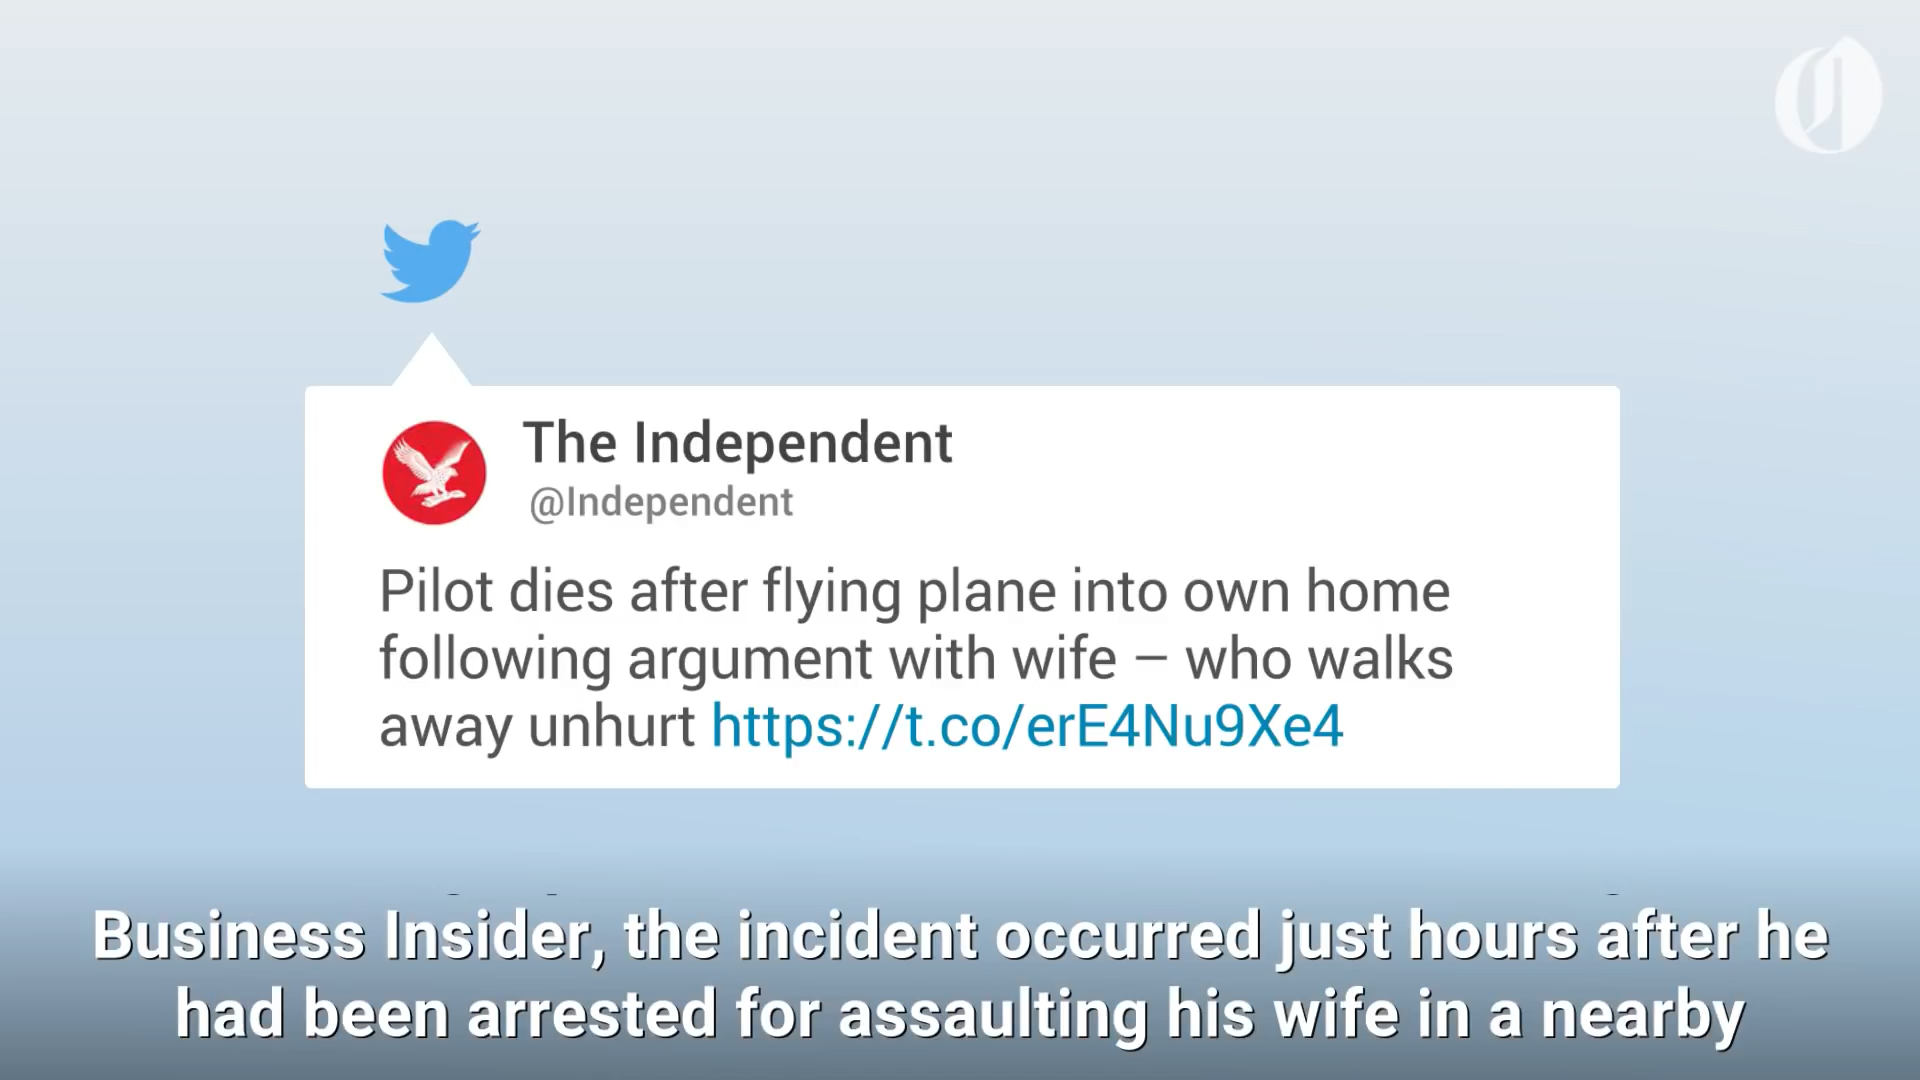 The Independent
@Independent
Pilot dies after flying plane into own home
following argument with wife – who walks
away unhurt https://t.co/erE4Nu9Xe4
Business Insider, the incident occurred just hours after he
had been arrested for assaulting his wife in a nearby